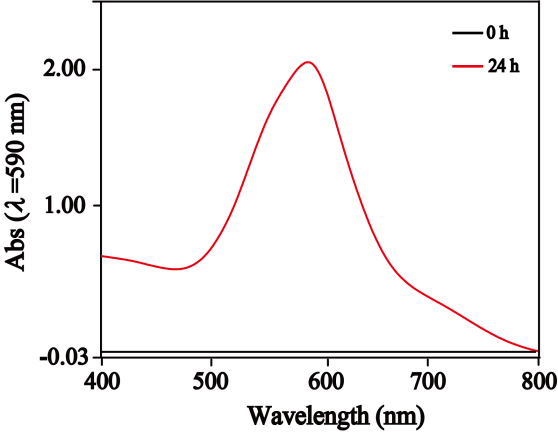 0 h
24 h
2.00
1.00
-0.03
Abs (λ =590 nm)
400 500 600 700 800
Wavelength (nm)